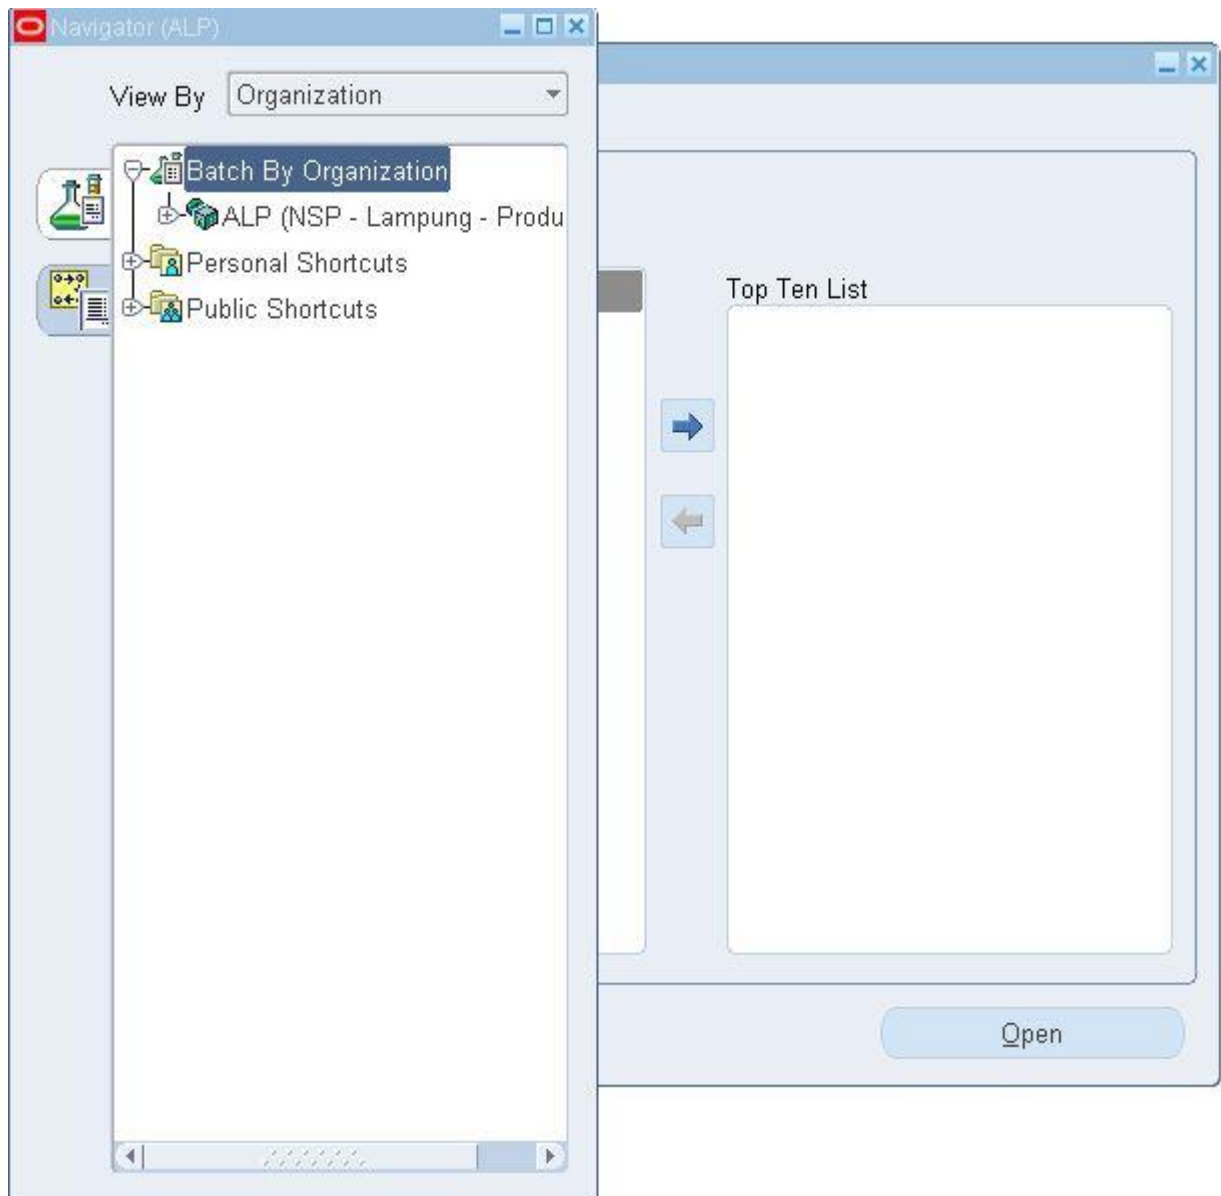 Navigator (ALP)
View By Organization
Batch By Organization
ALP (NSP - Lampung - Produ
Personal Shortcuts
Public Shortcuts
Top Ten List
Open